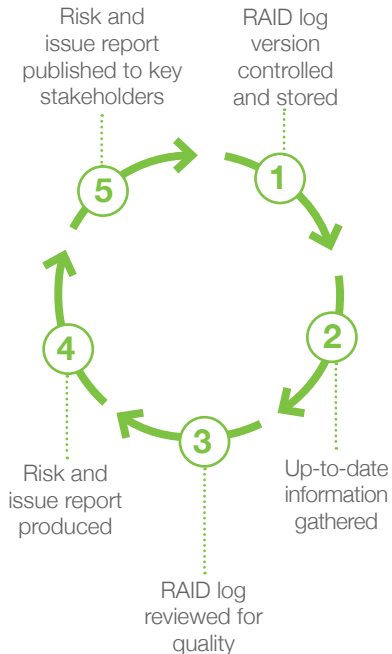 Risk and
issue report
published to key
stakeholders
RAID log
version
controlled
and stored
5
1
2
4
3
Up-to-date
information
gathered
Risk and
issue report
produced
RAID log
reviewed for
quality